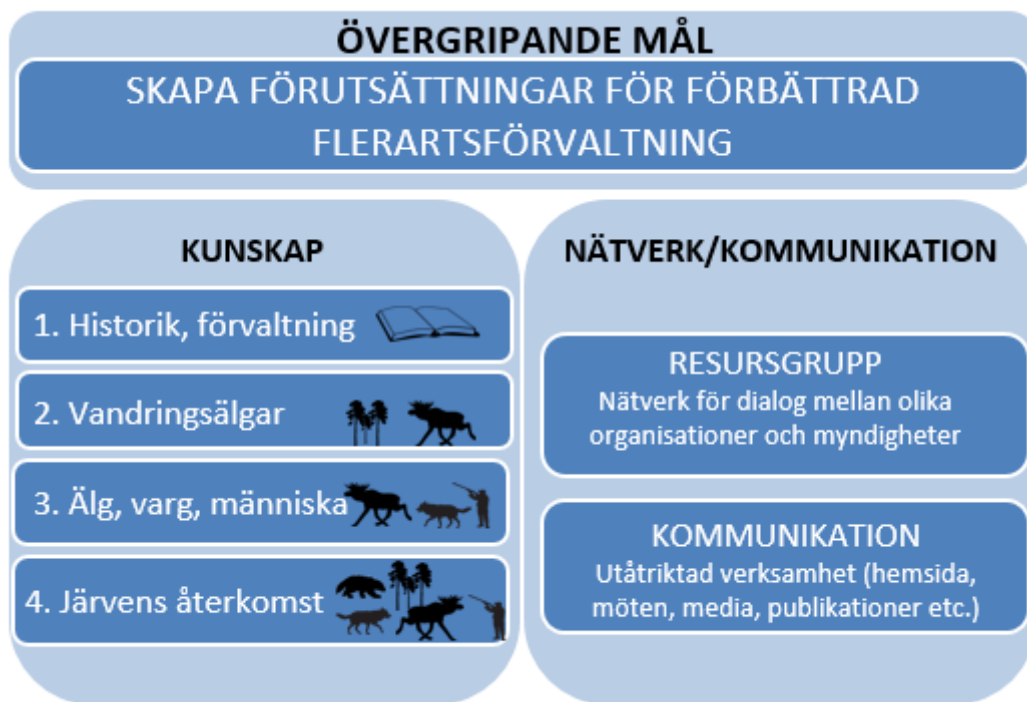 ÖVERGRIPANDE MÅL
SKAPA FÖRUTSÄTTNINGAR FÖR FÖRBÄTTRAD
FLERARTSFÖRVALTNING
KUNSKAP
1. Historik, förvaltning
2. Vandringsälgar
3. Älg, varg, människa
4. Järvens återkomst
NÄTVERK/KOMMUNIKATION
RESURSGRUPP
Nätverk för dialog mellan olika
organisationer och myndigheter
KOMMUNIKATION
Utåtriktad verksamhet (hemsida,
möten, media, publikationer etc.)